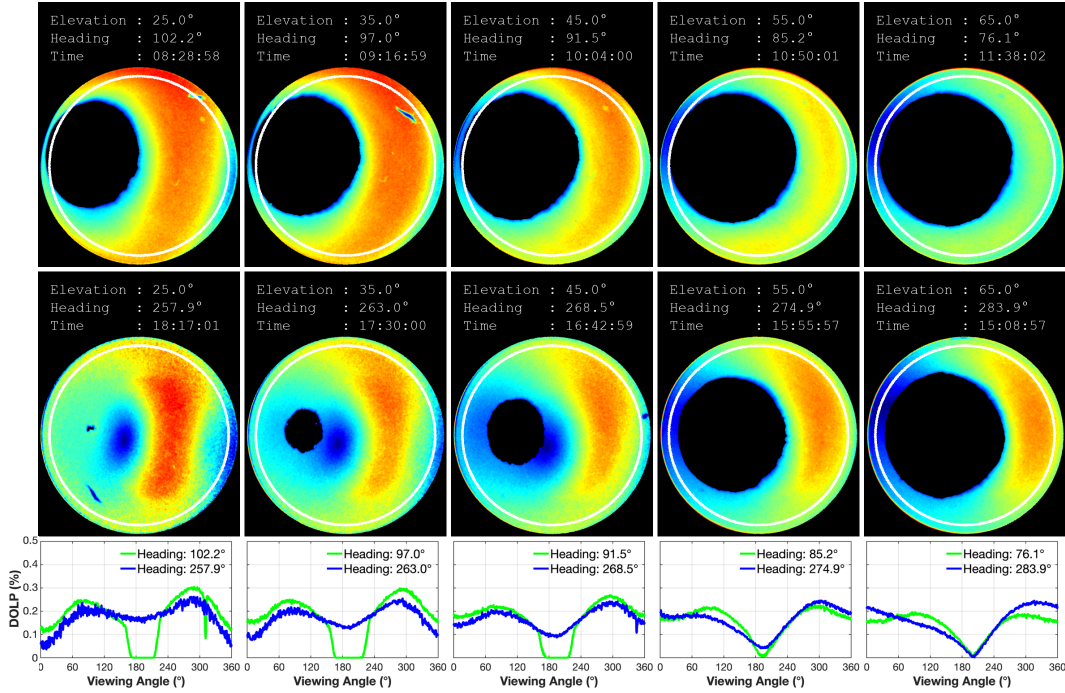 Elevation : 25.0°
Heading : 102.2°
Time : 08:28:58
Elevation : 35.0°
Heading : 97.0°
Time : 09:16:59
Elevation : 45.0°
Heading : 91.5°
Time : 10:04:00
Elevation : 55.0°
Heading : 85.2°
Time : 10:50:01
Elevation : 65.0°
Heading : 76.1°
Time : 11:38:02
Elevation : 25.0°
Heading : 257.9°
Time : 18:17:01
Elevation : 35.0°
Heading : 263.0°
Time : 17:30:00
Elevation : 45.0°
Heading : 268.5°
Time : 16:42:59
Elevation : 55.0°
Heading : 274.9°
Time : 15:55:57
Elevation : 65.0°
Heading : 283.9°
Time : 15:08:57
DOLP (%)
0.5
0.4
0.3
0.2
0.1
0
Heading: 102.2°
Heading: 257.9°
0 60 120 180 240 300 360
Viewing Angle (°)
Heading: 97.0°
Heading: 263.0°
0 60 120 180 240 300 360
Viewing Angle (°)
Heading: 91.5°
Heading: 268.5°
0 60 120 180 240 300 360
Viewing Angle (°)
Heading: 85.2°
Heading: 274.9°
0 60 120 180 240 300 360
Viewing Angle (°)
Heading: 76.1°
Heading: 283.9°
0 60 120 180 240 300 360
Viewing Angle (°)